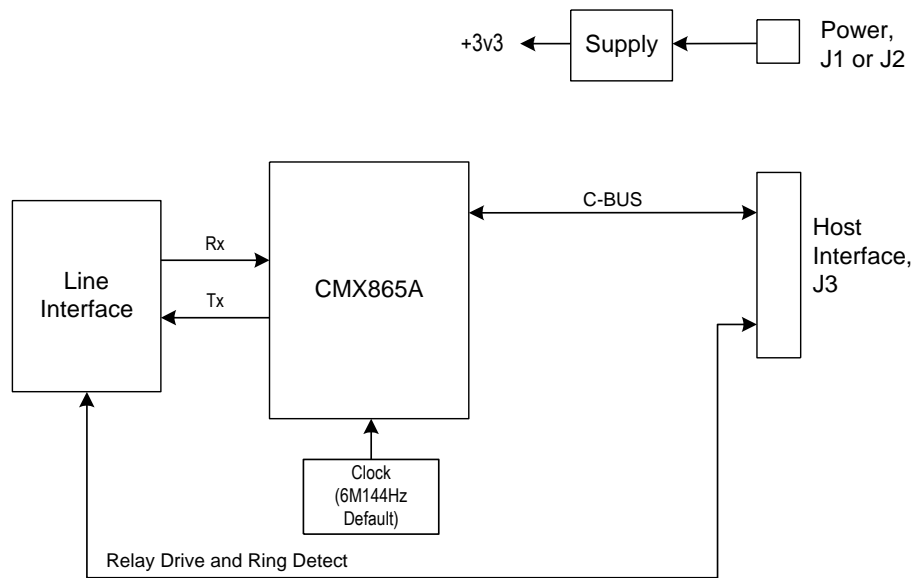 +3v3
Supply
Power,
J1 or J2
C-BUS
Host
Interface,
J3
Rx
Tx
Line
Interface
CMX865A
Clock
(6M144Hz
Default)
Relay Drive and Ring Detect